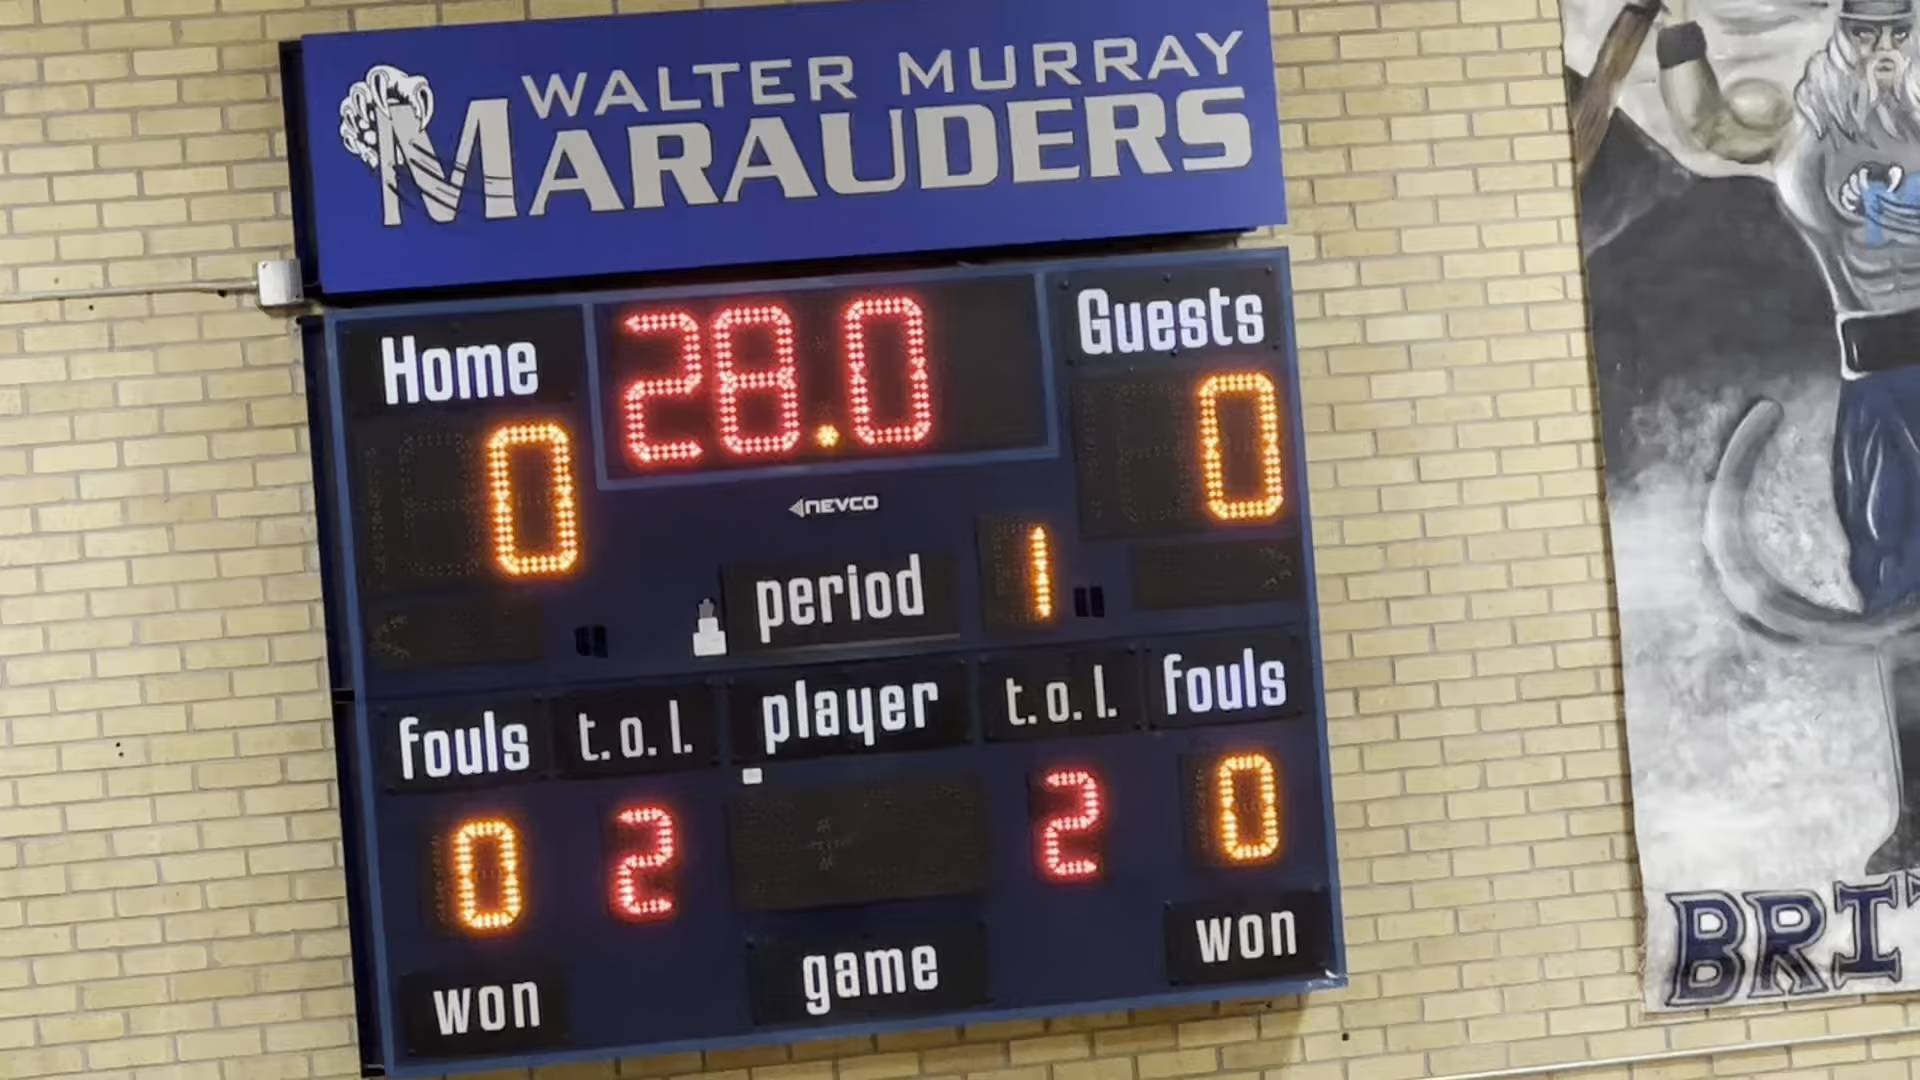 WALTER MURRAY
MARAUDERS
Home 28.0 Guests
0 0
NEVCO
period 1
fouls t.o.l. player t.o.l. fouls
0 2 2 0
won game won